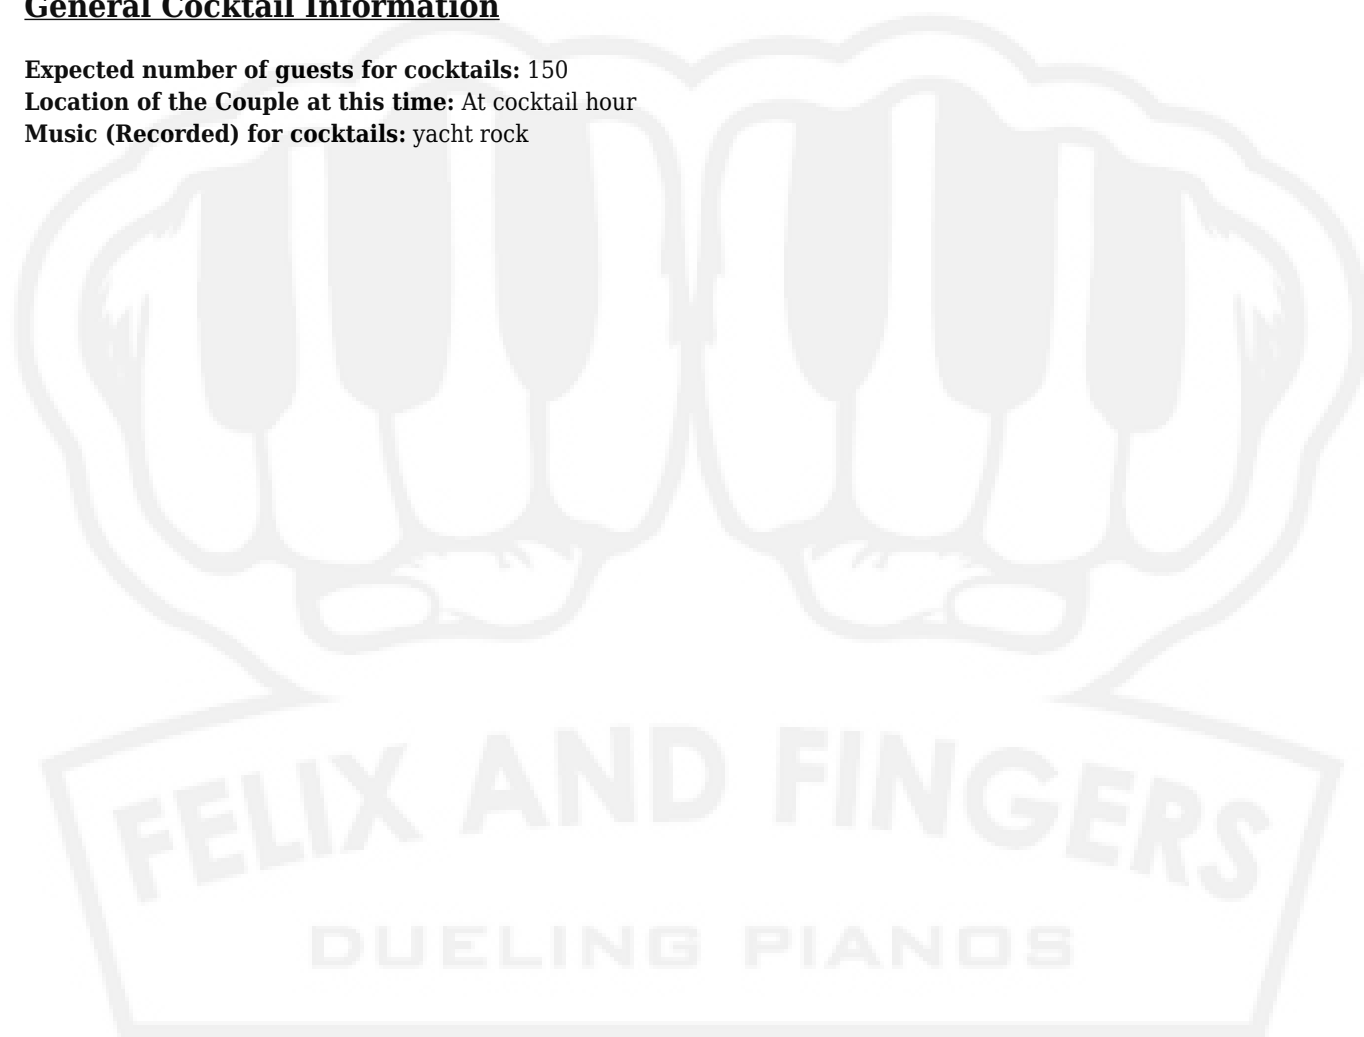 General Cocktail Information
Expected number of guests for cocktails: 150
Location of the Couple at this time: At cocktail hour
Music (Recorded) for cocktails: yacht rock
FELIX AND FINGERS
DUELING PIANOS